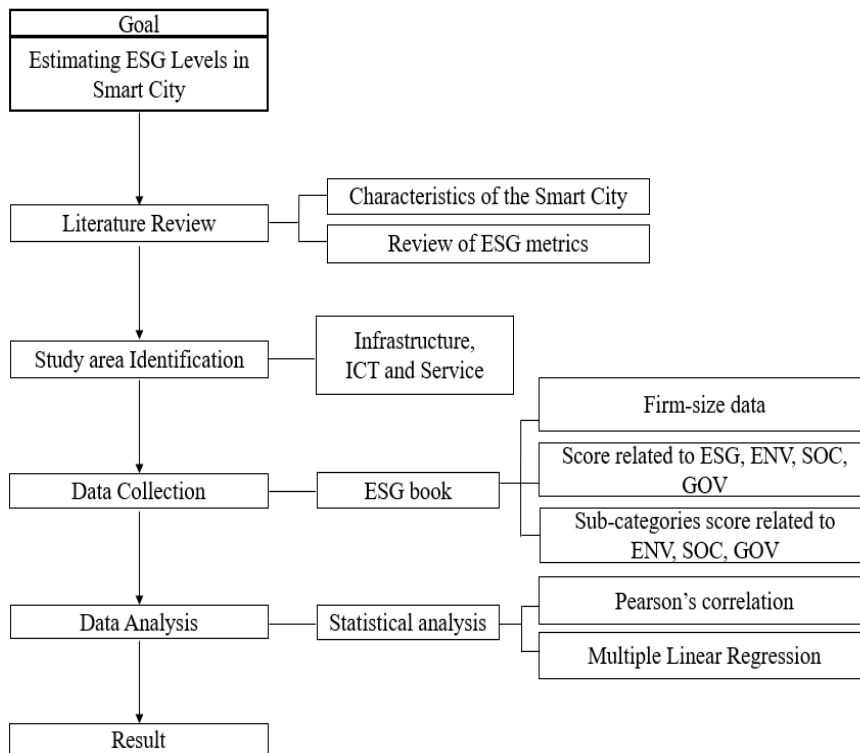 Goal
Estimating ESG Levels in
Smart City
Literature Review
Characteristics of the Smart City
Review of ESG metrics
Study area Identification
Infrastructure,
ICT and Service
Data Collection
ESG book
Firm-size data
Score related to ESG, ENV, SOC,
GOV
Sub-categories score related to
ENV, SOC, GOV
Data Analysis
Statistical analysis
Pearson's correlation
Multiple Linear Regression
Result